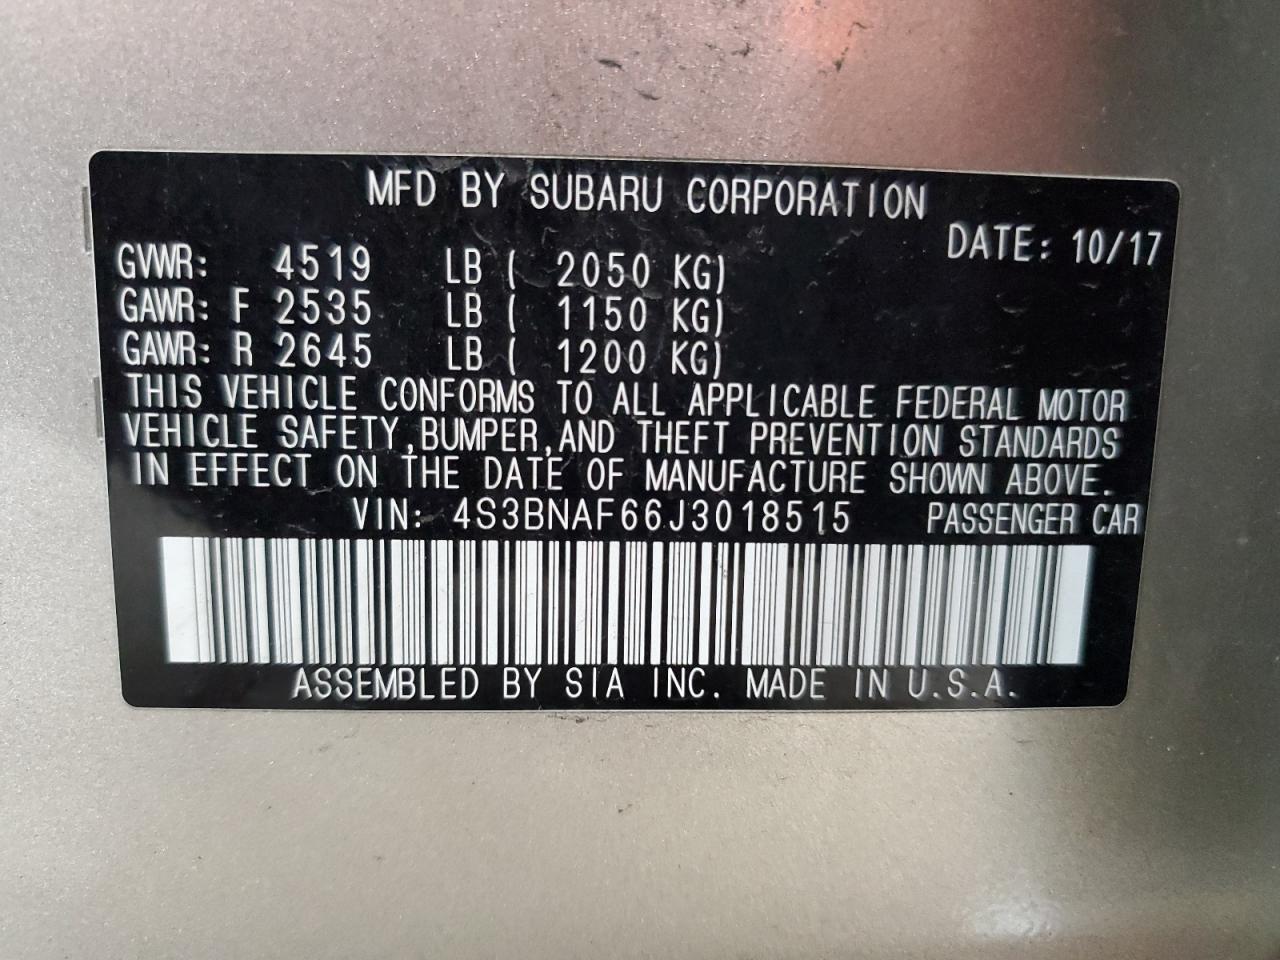 MFD BY SUBARU CORPORATION
DATE: 10/17
GVWR: 4519 LB ( 2050 KG)
GAWR: F 2535 LB ( 1150 KG)
GAWR: R 2645 LB ( 1200 KG)
THIS VEHICLE CONFORMS TO ALL APPLICABLE FEDERAL MOTOR
VEHICLE SAFETY,BUMPER,AND THEFT PREVENTION STANDARDS
IN EFFECT ON THE DATE OF MANUFACTURE SHOWN ABOVE.
VIN: 4S3BNAF66J3018515 PASSENGER CAR
ASSEMBLED BY SIA INC. MADE IN U.S.A.